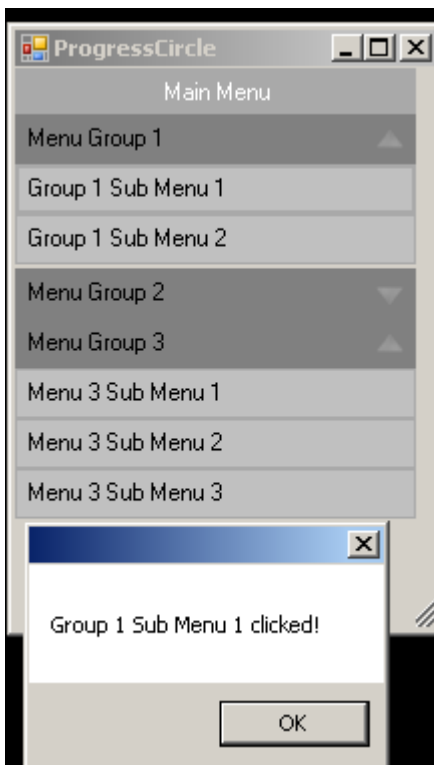 ProgressCircle
Main Menu
Menu Group 1
Group 1 Sub Menu 1
Group 1 Sub Menu 2
Menu Group 2
Menu Group 3
Menu 3 Sub Menu 1
Menu 3 Sub Menu 2
Menu 3 Sub Menu 3
Group 1 Sub Menu 1 clicked!
OK